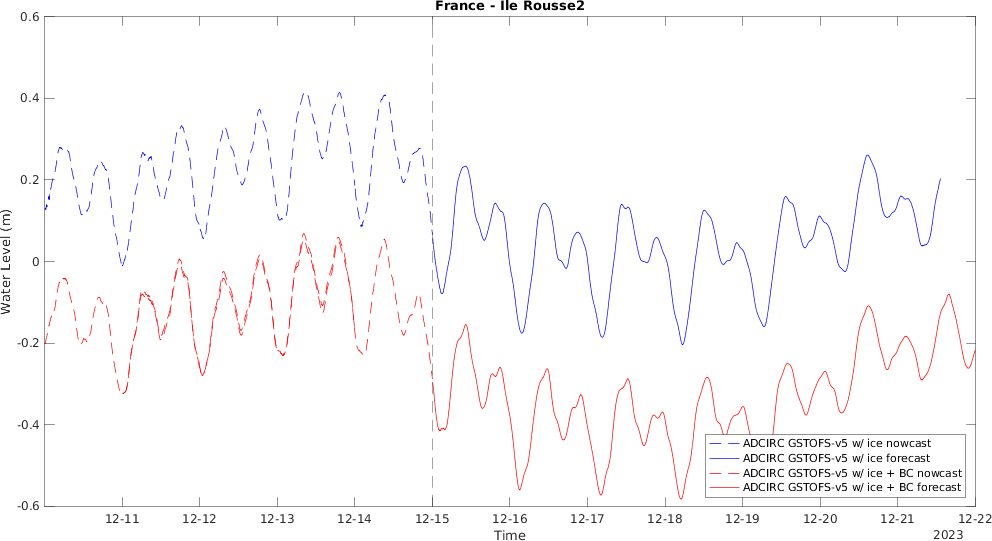 France - Ile Rousse2
Water Level (m)
0.6
0.4
0.2
0
-0.2
-0.4
-0.6
ADCIRC GSTOFS-v5 w/ ice nowcast
ADCIRC GSTOFS-v5 w/ ice forecast
ADCIRC GSTOFS-v5 w/ ice + BC nowcast
ADCIRC GSTOFS-v5 w/ ice + BC forecast
12-11 12-12 12-13 12-14 12-15 12-16 12-17 12-18 12-19 12-20 12-21 12-22
Time
2023